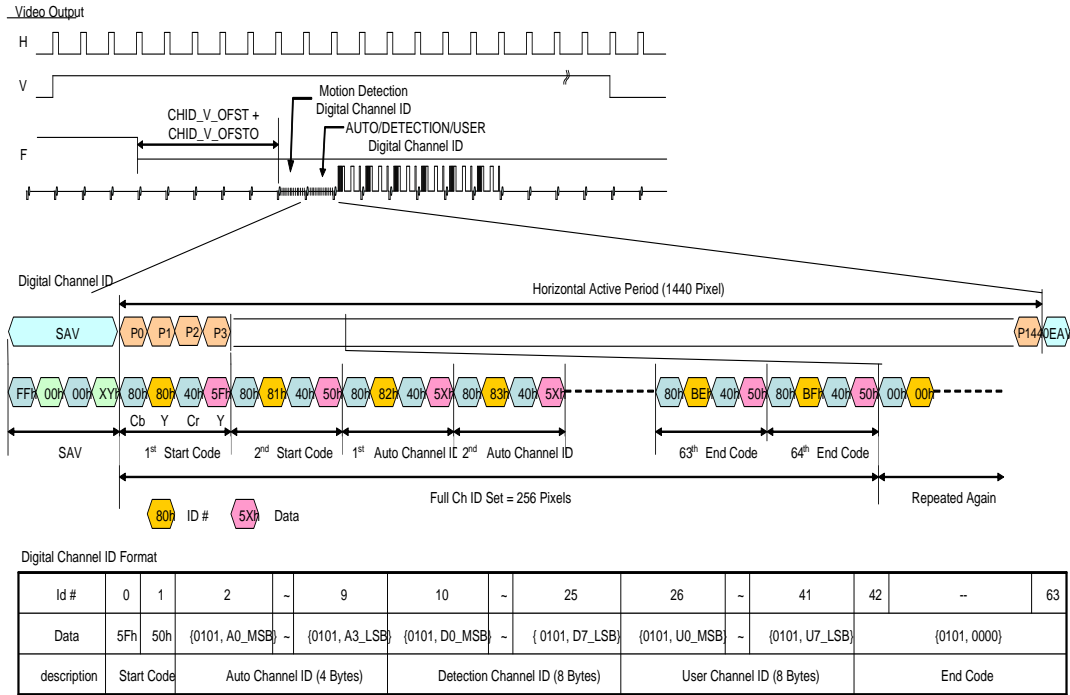 Video Output
H
V
Motion Detection
Digital Channel ID
CHID_V_OFST +
CHID_V_OFSTO
AUTO/DETECTION/USER
Digital Channel ID
F
Digital Channel ID
Horizontal Active Period (1440 Pixel)
SAV P0 P1 P2 P3 P1440 EAV
FFh 00h 00h XYh 80h 80h 40h 5Fh 80h 81h 40h 50h 80h 82h 40h 5Xh 80h 83h 40h 5Xh 80h BEh 40h 50h 80h BFh 40h 50h 00h 00h
Cb Y Cr Y
SAV 1st Start Code 2nd Start Code 1st Auto Channel ID 2nd Auto Channel ID 63th End Code 64th End Code
Full Ch ID Set = 256 Pixels Repeated Again
80h ID # 5Xh Data
Digital Channel ID Format
Id # 0 1 2 ~ 9 10 ~ 25 26 ~ 41 42 -- 63
Data 5Fh 50h {0101, A0_MSB} ~ {0101, A3_LSB} {0101, D0_MSB} ~ { 0101, D7_LSB} {0101, U0_MSB} ~ {0101, U7_LSB} {0101, 0000}
description Start Code Auto Channel ID (4 Bytes) Detection Channel ID (8 Bytes) User Channel ID (8 Bytes) End Code